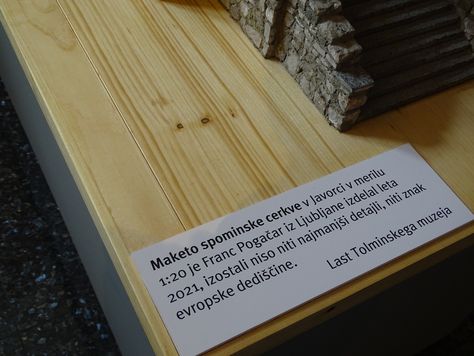 Maketo spominske cerkve v Javorci v merilu
1:20 je Franc Pogačar iz Ljubljane izdelal leta
2021, izostali niso niti najmanjši detajli, niti znak
evropske dediščine.
Last Tolminskega muzeja